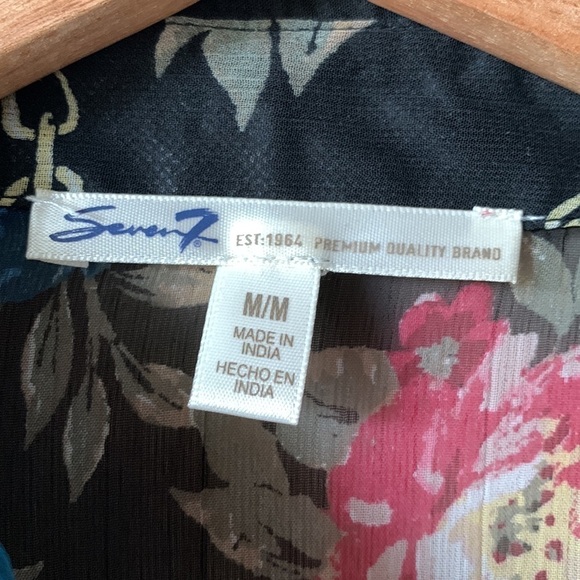 Seven7® EST:1964 PREMIUM QUALITY BRAND
M/M
MADE IN
INDIA
HECHO EN
INDIA